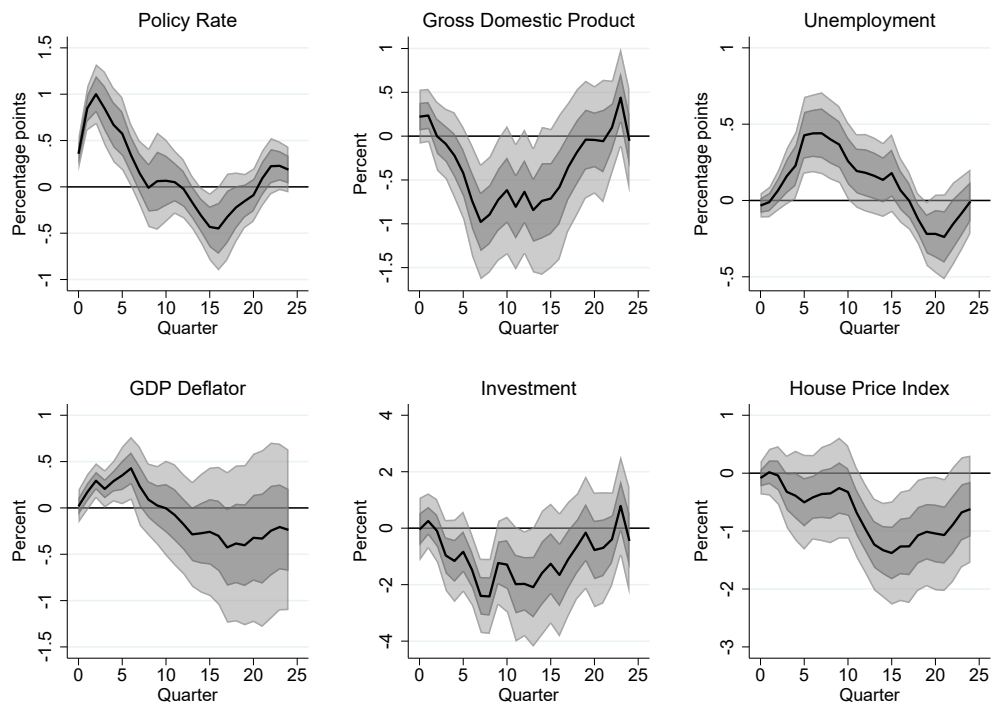 Policy Rate
Percentage points
1.5
1
.5
0
-.5
-1
0 5 10 15 20 25
Quarter
Gross Domestic Product
Percent
1
.5
0
-.5
-1
-1.5
0 5 10 15 20 25
Quarter
Unemployment
Percentage points
1
.5
0
-.5
0 5 10 15 20 25
Quarter
GDP Deflator
Percent
1
.5
0
-.5
-1
-1.5
0 5 10 15 20 25
Quarter
Investment
Percent
4
2
0
-2
-4
0 5 10 15 20 25
Quarter
House Price Index
Percent
1
0
-1
-2
-3
0 5 10 15 20 25
Quarter